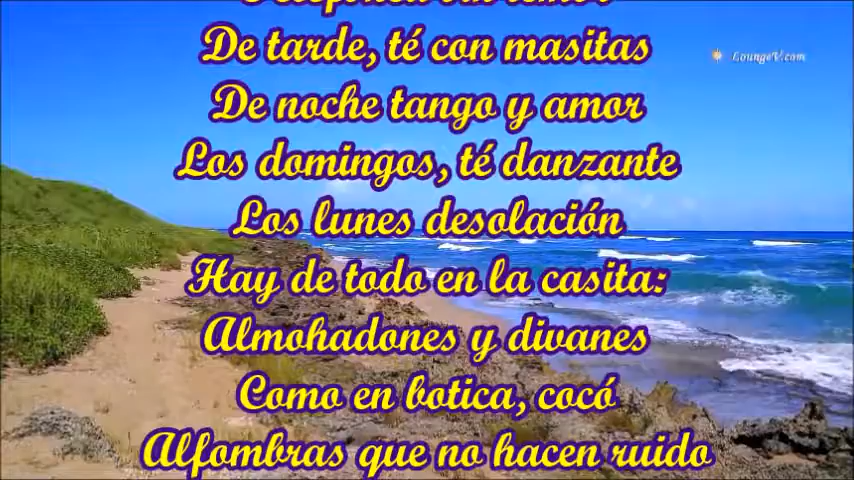 De tarde, té con masitas
LoungeV.com
De noche tango y amor
Los domingos, té danzante
Los lunes desolación
Hay de todo en la casita:
Almohadones y divanes
Como en botica, cocó
Alfombras que no hacen ruido